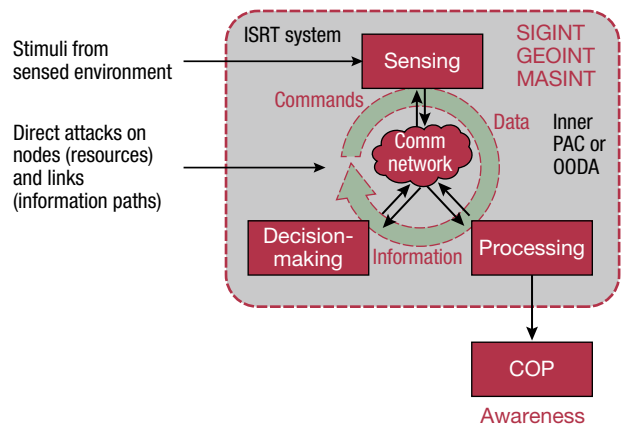 Stimuli from
sensed environment
Direct attacks on
nodes (resources)
and links
(information paths)
ISRT system
Sensing
SIGINT
GEOINT
MASINT
Commands
Data
Comm
network
Inner
PAC or
OODA
Decision-
making
Information
Processing
COP
Awareness